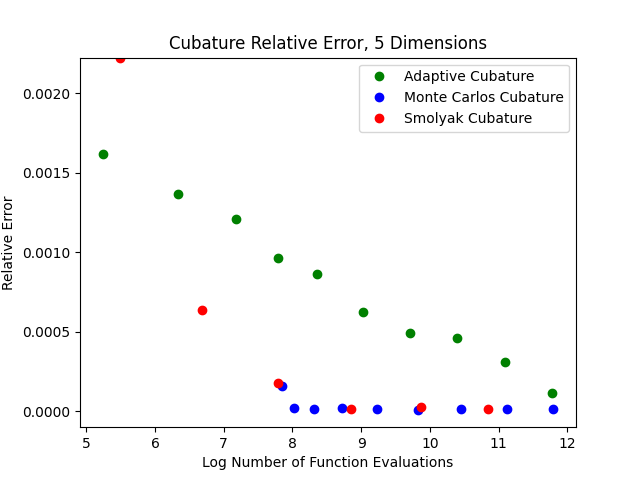 Cubature Relative Error, 5 Dimensions
Adaptive Cubature
Monte Carlos Cubature
Smolyak Cubature
Relative Error
0.0020
0.0015
0.0010
0.0005
0.0000
5 6 7 8 9 10 11 12
Log Number of Function Evaluations